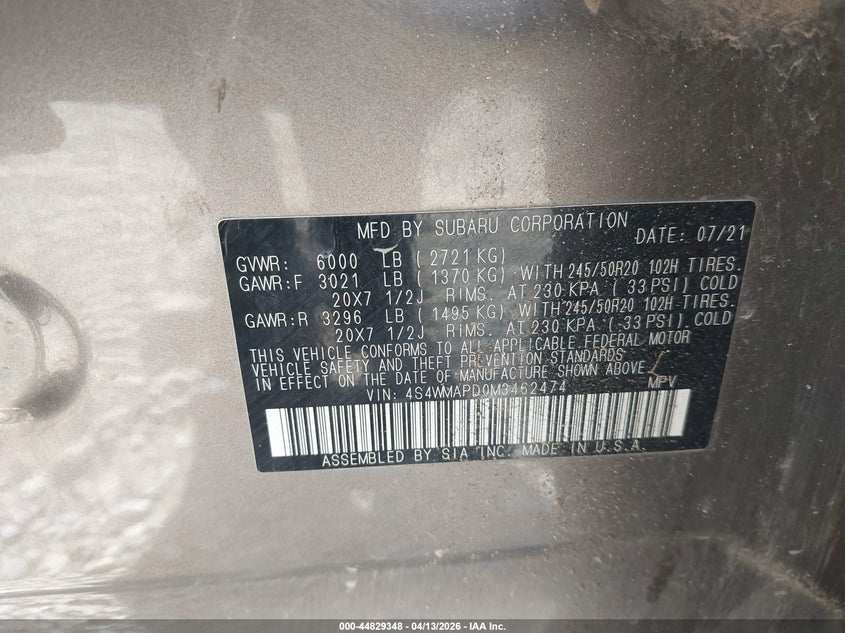 MFD BY SUBARU CORPORATION
DATE: 07/21
GVWR: 6000 LB ( 2721 KG)
GAWR:F 3021 LB ( 1370 KG) WITH 245/50R20 102H TIRES.
20X7 1/2J RIMS. AT 230 KPA ( 33 PSI) COLD
GAWR:R 3296 LB ( 1495 KG) WITH 245/50R20 102H TIRES.
20X7 1/2J RIMS. AT 230 KPA ( 33 PSI) COLD
THIS VEHICLE CONFORMS TO ALL APPLICABLE FEDERAL MOTOR
VEHICLE SAFETY AND THEFT PREVENTION STANDARDS
IN EFFECT ON THE DATE OF MANUFACTURE SHOWN ABOVE
VIN: 4S4WMAPD0M3462474 MPV
ASSEMBLED BY SIA INC. MADE IN U.S.A.
000-44829348 | 04/13/2026 - IAA Inc.